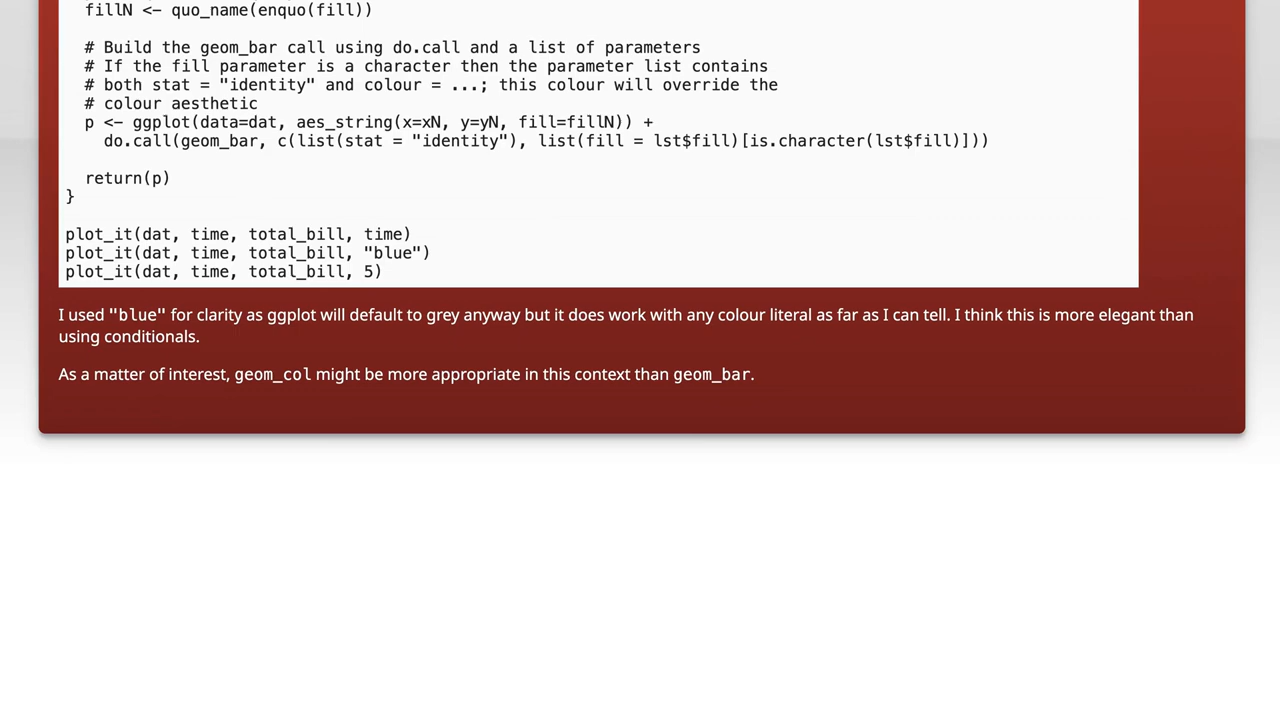 fillN <- quo_name(enquo(fill))
# Build the geom_bar call using do.call and a list of parameters
# If the fill parameter is a character then the parameter list contains
# both stat = "identity" and colour = ...; this colour will override the
# colour aesthetic
p <- ggplot(data=dat, aes_string(x=xN, y=yN, fill=fillN)) +
do.call(geom_bar, c(list(stat = "identity"), list(fill = lst$fill)[is.character(lst$fill)]))
return(p)
}
plot_it(dat, time, total_bill, time)
plot_it(dat, time, total_bill, "blue")
plot_it(dat, time, total_bill, 5)
I used "blue" for clarity as ggplot will default to grey anyway but it does work with any colour literal as far as I can tell. I think this is more elegant than
using conditionals.
As a matter of interest, geom_col might be more appropriate in this context than geom_bar.